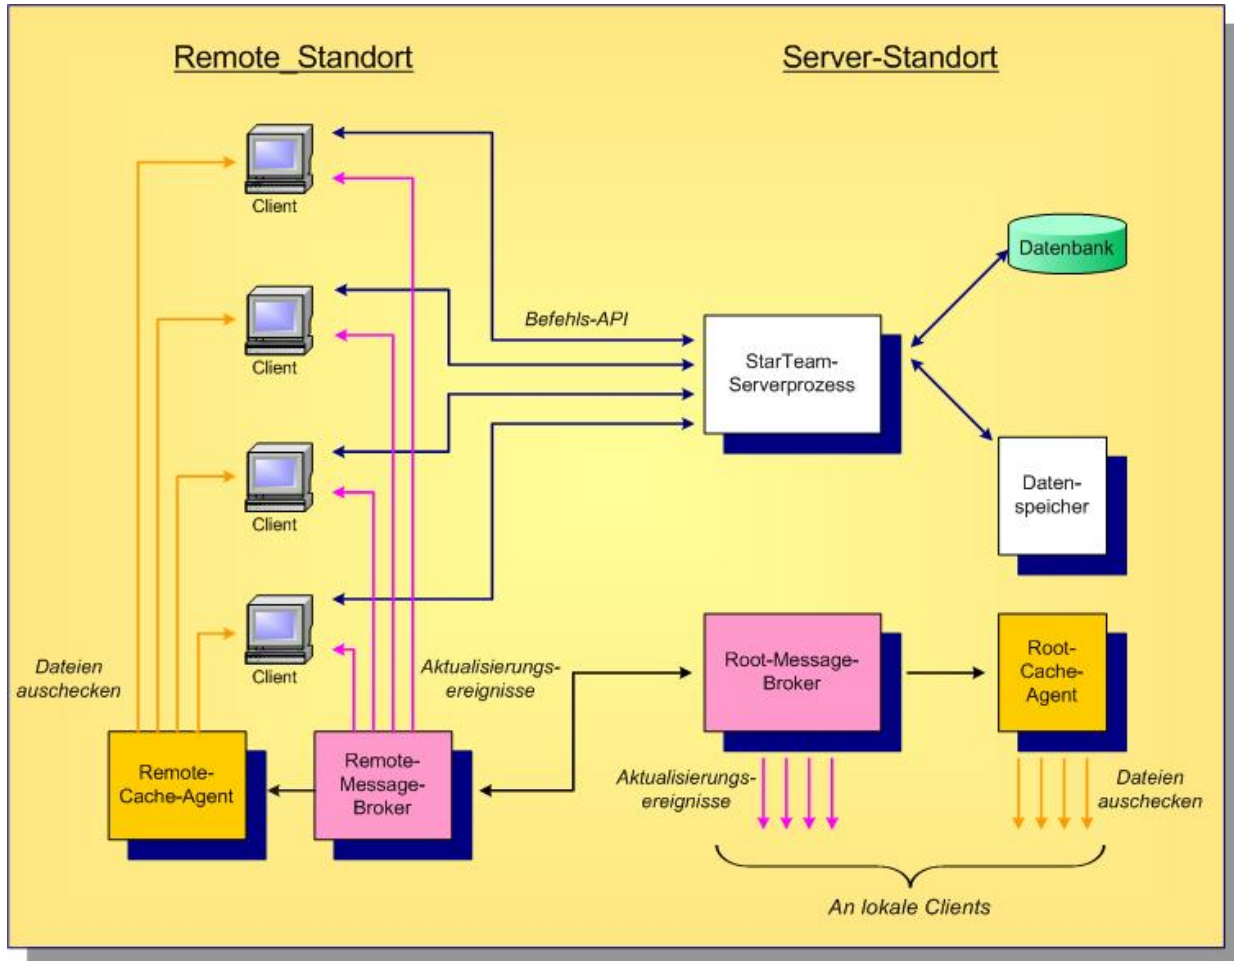 Remote_Standort
Server-Standort
Client
Datenbank
Befehls-API
StarTeam-
Serverprozess
Client
Daten-
speicher
Client
Dateien
auschecken
Client
Aktualisierungs-
ereignisse
Root-Message-
Broker
Root-
Cache-
Agent
Remote-
Cache-Agent
Remote-
Message-
Broker
Aktualisierungs-
ereignisse
Dateien
auschecken
An lokale Clients